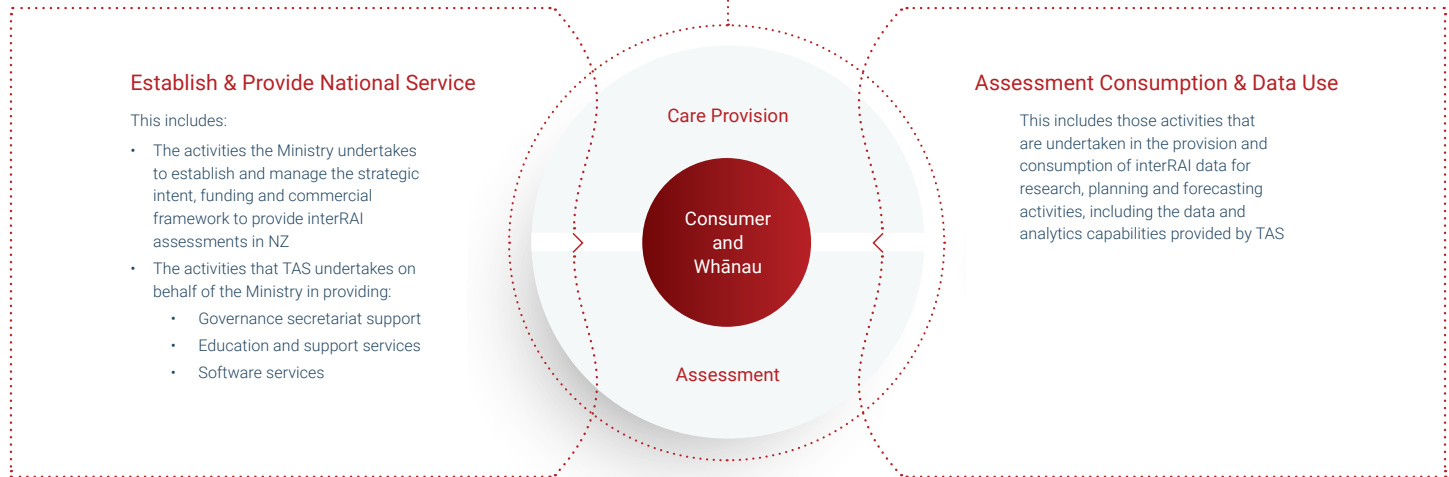 Establish & Provide National Service
This includes:
• The activities the Ministry undertakes
to establish and manage the strategic
intent, funding and commercial
framework to provide interRAI
assessments in NZ
• The activities that TAS undertakes on
behalf of the Ministry in providing:
• Governance secretariat support
• Education and support services
• Software services
Care Provision
Consumer
and
Whānau
Assessment
Assessment Consumption & Data Use
This includes those activities that
are undertaken in the provision and
consumption of interRAI data for
research, planning and forecasting
activities, including the data and
analytics capabilities provided by TAS